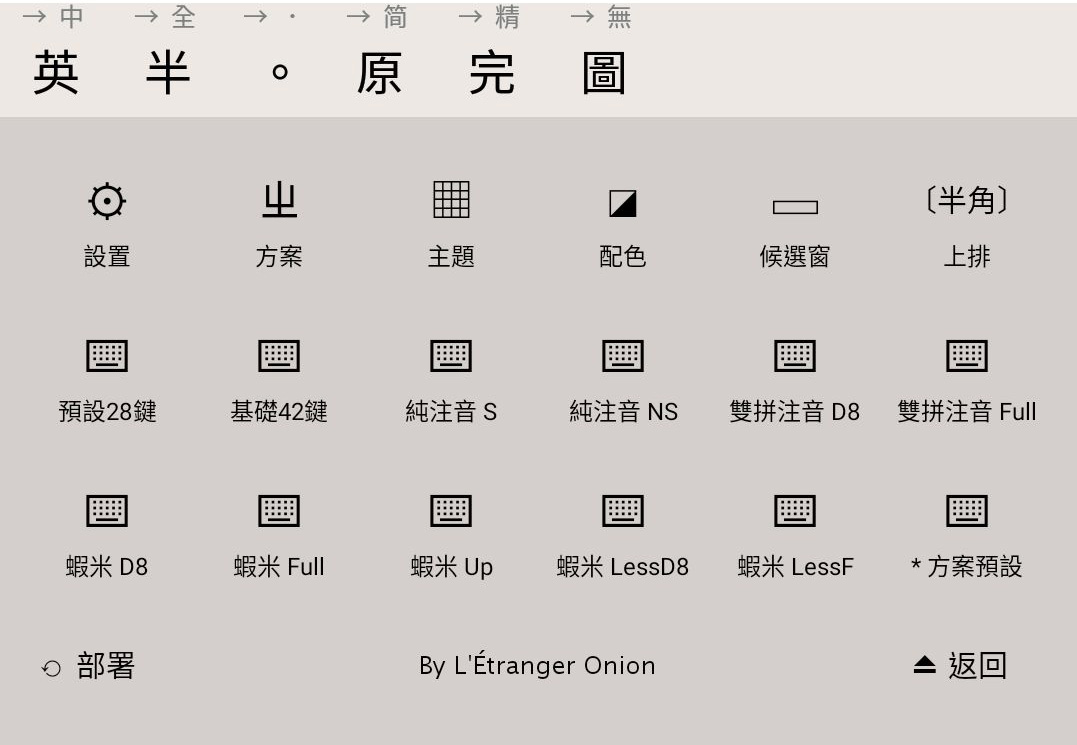 → 中 → 全 → · → 简 → 精 → 無
英 半 。 原 完 圖
〔半角〕
設置 方案 主題 配色 候選窗 上排
預設28鍵 基礎42鍵 純注音 S 純注音 NS 雙拼注音 D8 雙拼注音 Full
蝦米 D8 蝦米 Full 蝦米 Up 蝦米 LessD8 蝦米 LessF * 方案預設
部署 By L'Étranger Onion 返回